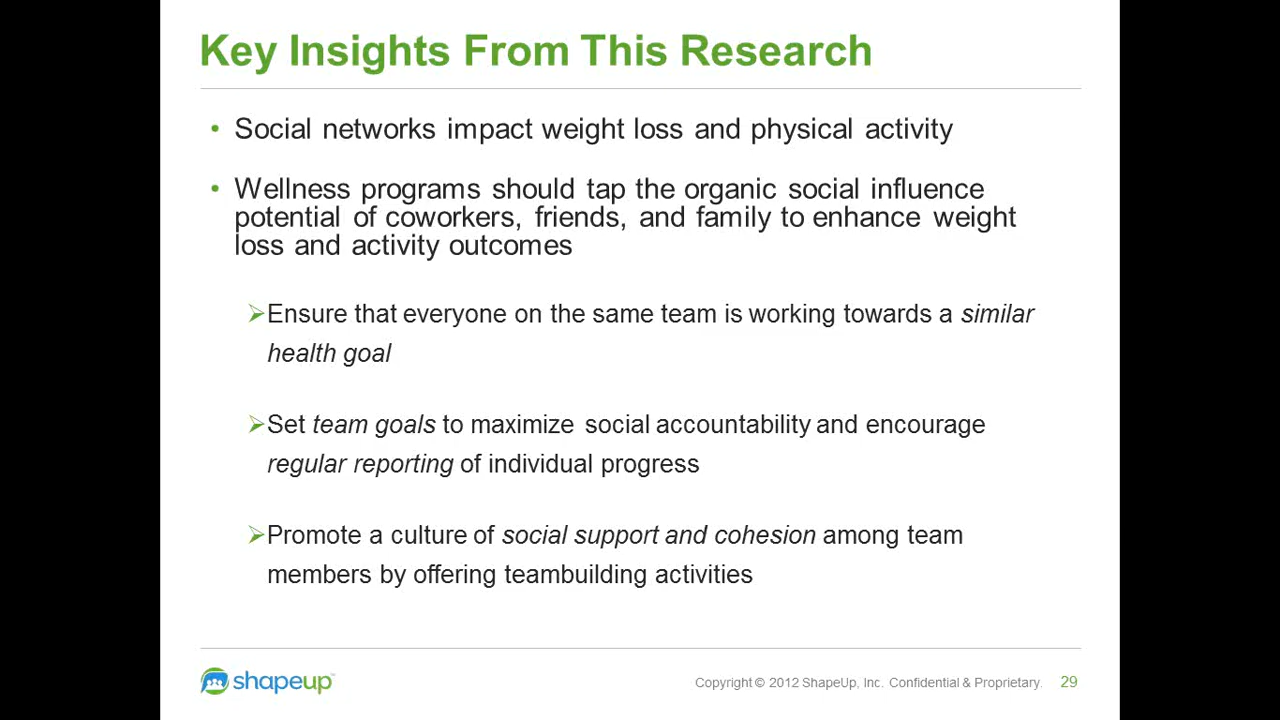 Key Insights From This Research
• Social networks impact weight loss and physical activity
• Wellness programs should tap the organic social influence
potential of coworkers, friends, and family to enhance weight
loss and activity outcomes
➢Ensure that everyone on the same team is working towards a similar
health goal
➢Set team goals to maximize social accountability and encourage
regular reporting of individual progress
➢Promote a culture of social support and cohesion among team
members by offering teambuilding activities
shapeup™
Copyright © 2012 ShapeUp, Inc. Confidential & Proprietary. 29